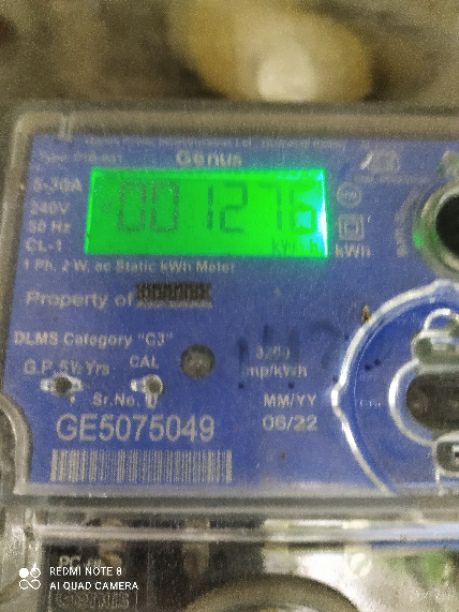 Genus
5-30A
240V
50 Hz
CL-1
001276
kWh
kWh
1 Ph. 2 W, ac Static kWh Meter
Property of
DLMS Category "C3"
G.P. 5½ Yrs
CAL
imp/kWh
Sr.No.
MM/YY
GE5075049
06/22
REDMI NOTE 8
AI QUAD CAMERA